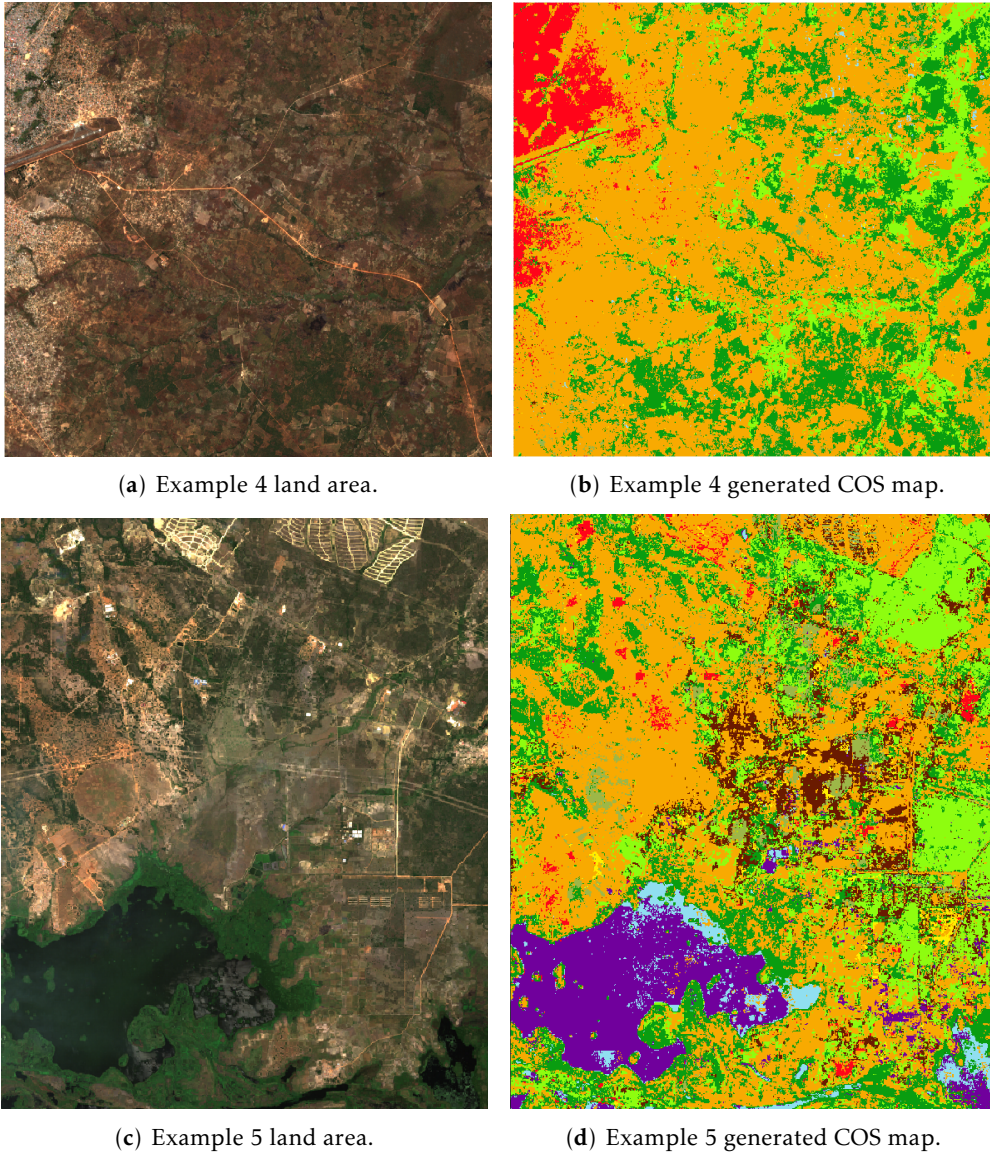 (a) Example 4 land area.
(b) Example 4 generated COS map.
(c) Example 5 land area.
(d) Example 5 generated COS map.